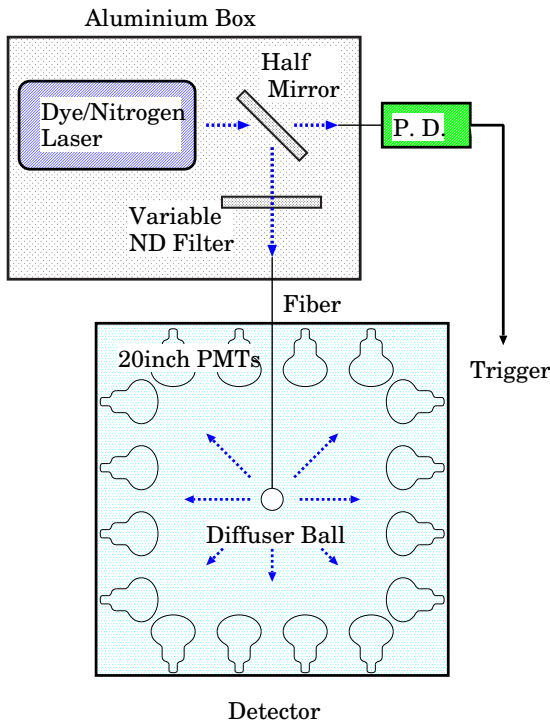 Aluminium Box
Half
Mirror
Dye/Nitrogen
Laser
P. D.
Variable
ND Filter
Fiber
20inch PMTs
Trigger
Diffuser Ball
Detector